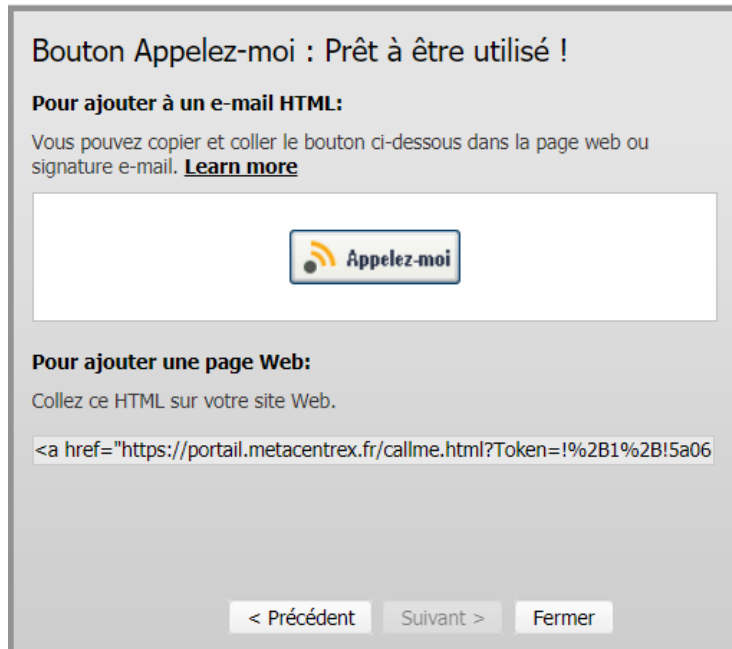 Bouton Appelez-moi : Prêt à être utilisé !
Pour ajouter à un e-mail HTML:
Vous pouvez copier et coller le bouton ci-dessous dans la page web ou
signature e-mail. Learn more
Appelez-moi
Pour ajouter une page Web:
Collez ce HTML sur votre site Web.
<a href="https://portail.metacentrex.fr/callme.html?Token=!%2B1%2B!5a06
< Précédent Suivant > Fermer